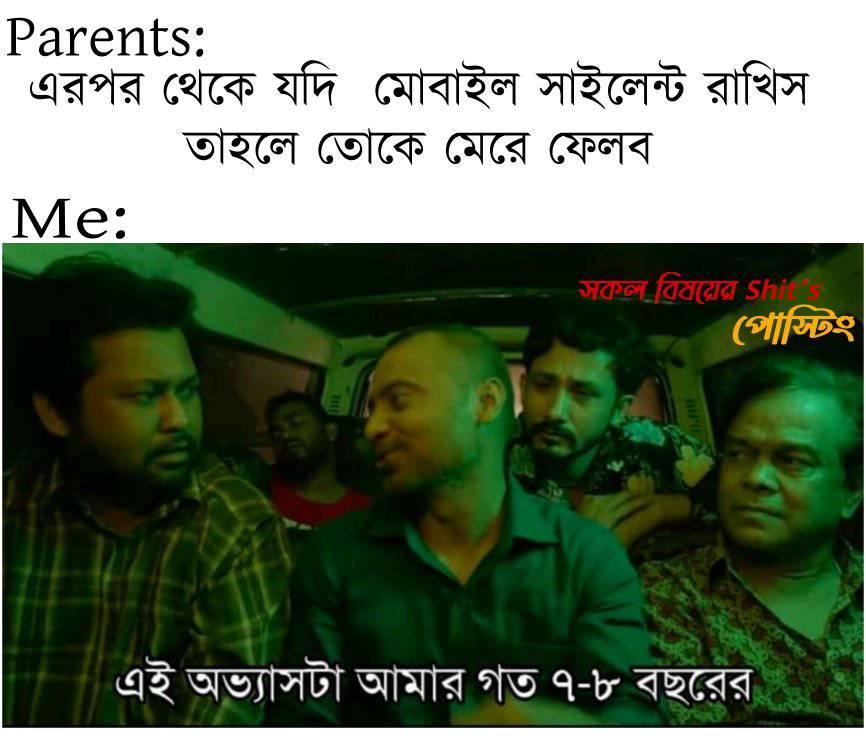 Parents:
এরপর থেকে যদি মোবাইল সাইলেন্ট রাখিস
তাহলে তোকে মেরে ফেলব
Me:
সকল বিষয়ের Shit's
পোস্টিং
এই অভ্যাসটা আমার গত ৭-৮ বছরের